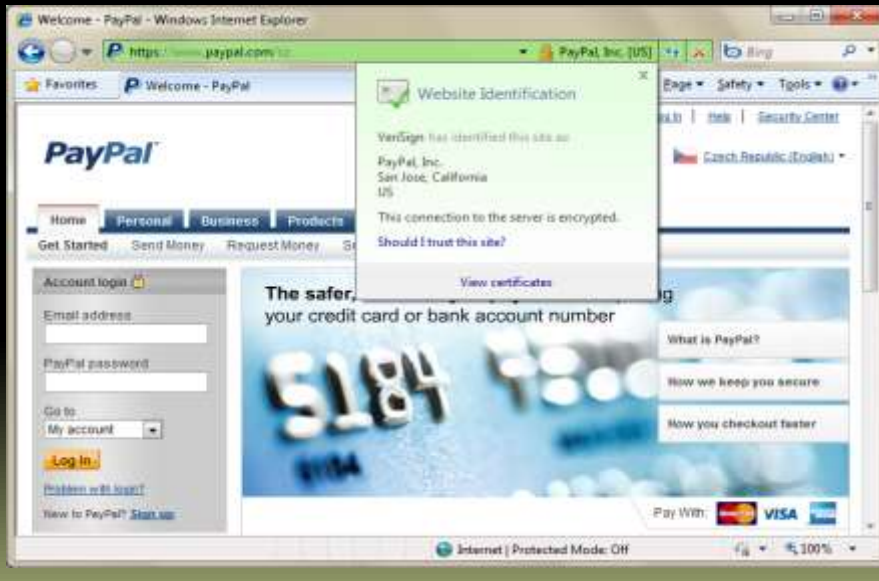 Welcome - PayPal - Windows Internet Explorer
https://www.paypal.com/cz
PayPal, Inc. [US]
Bing
Favorites
Welcome - PayPal
Page
Safety
Tools
Website Identification
VeriSign has identified this site as:
PayPal, Inc.
San Jose, California
US
This connection to the server is encrypted.
Should I trust this site?
View certificates
Help
Security Center
PayPal
Czech Republic (English)
Home
Personal
Business
Products
Get Started
Send Money
Request Money
Account login
Email address
PayPal password
Go to
My account
Log In
Problem with login?
New to PayPal? Sign up
The safer,
your credit card or bank account number
5184
5184
What is PayPal?
How we keep you secure
How you checkout faster
Pay With:
MasterCard
VISA
Internet | Protected Mode: Off
100%